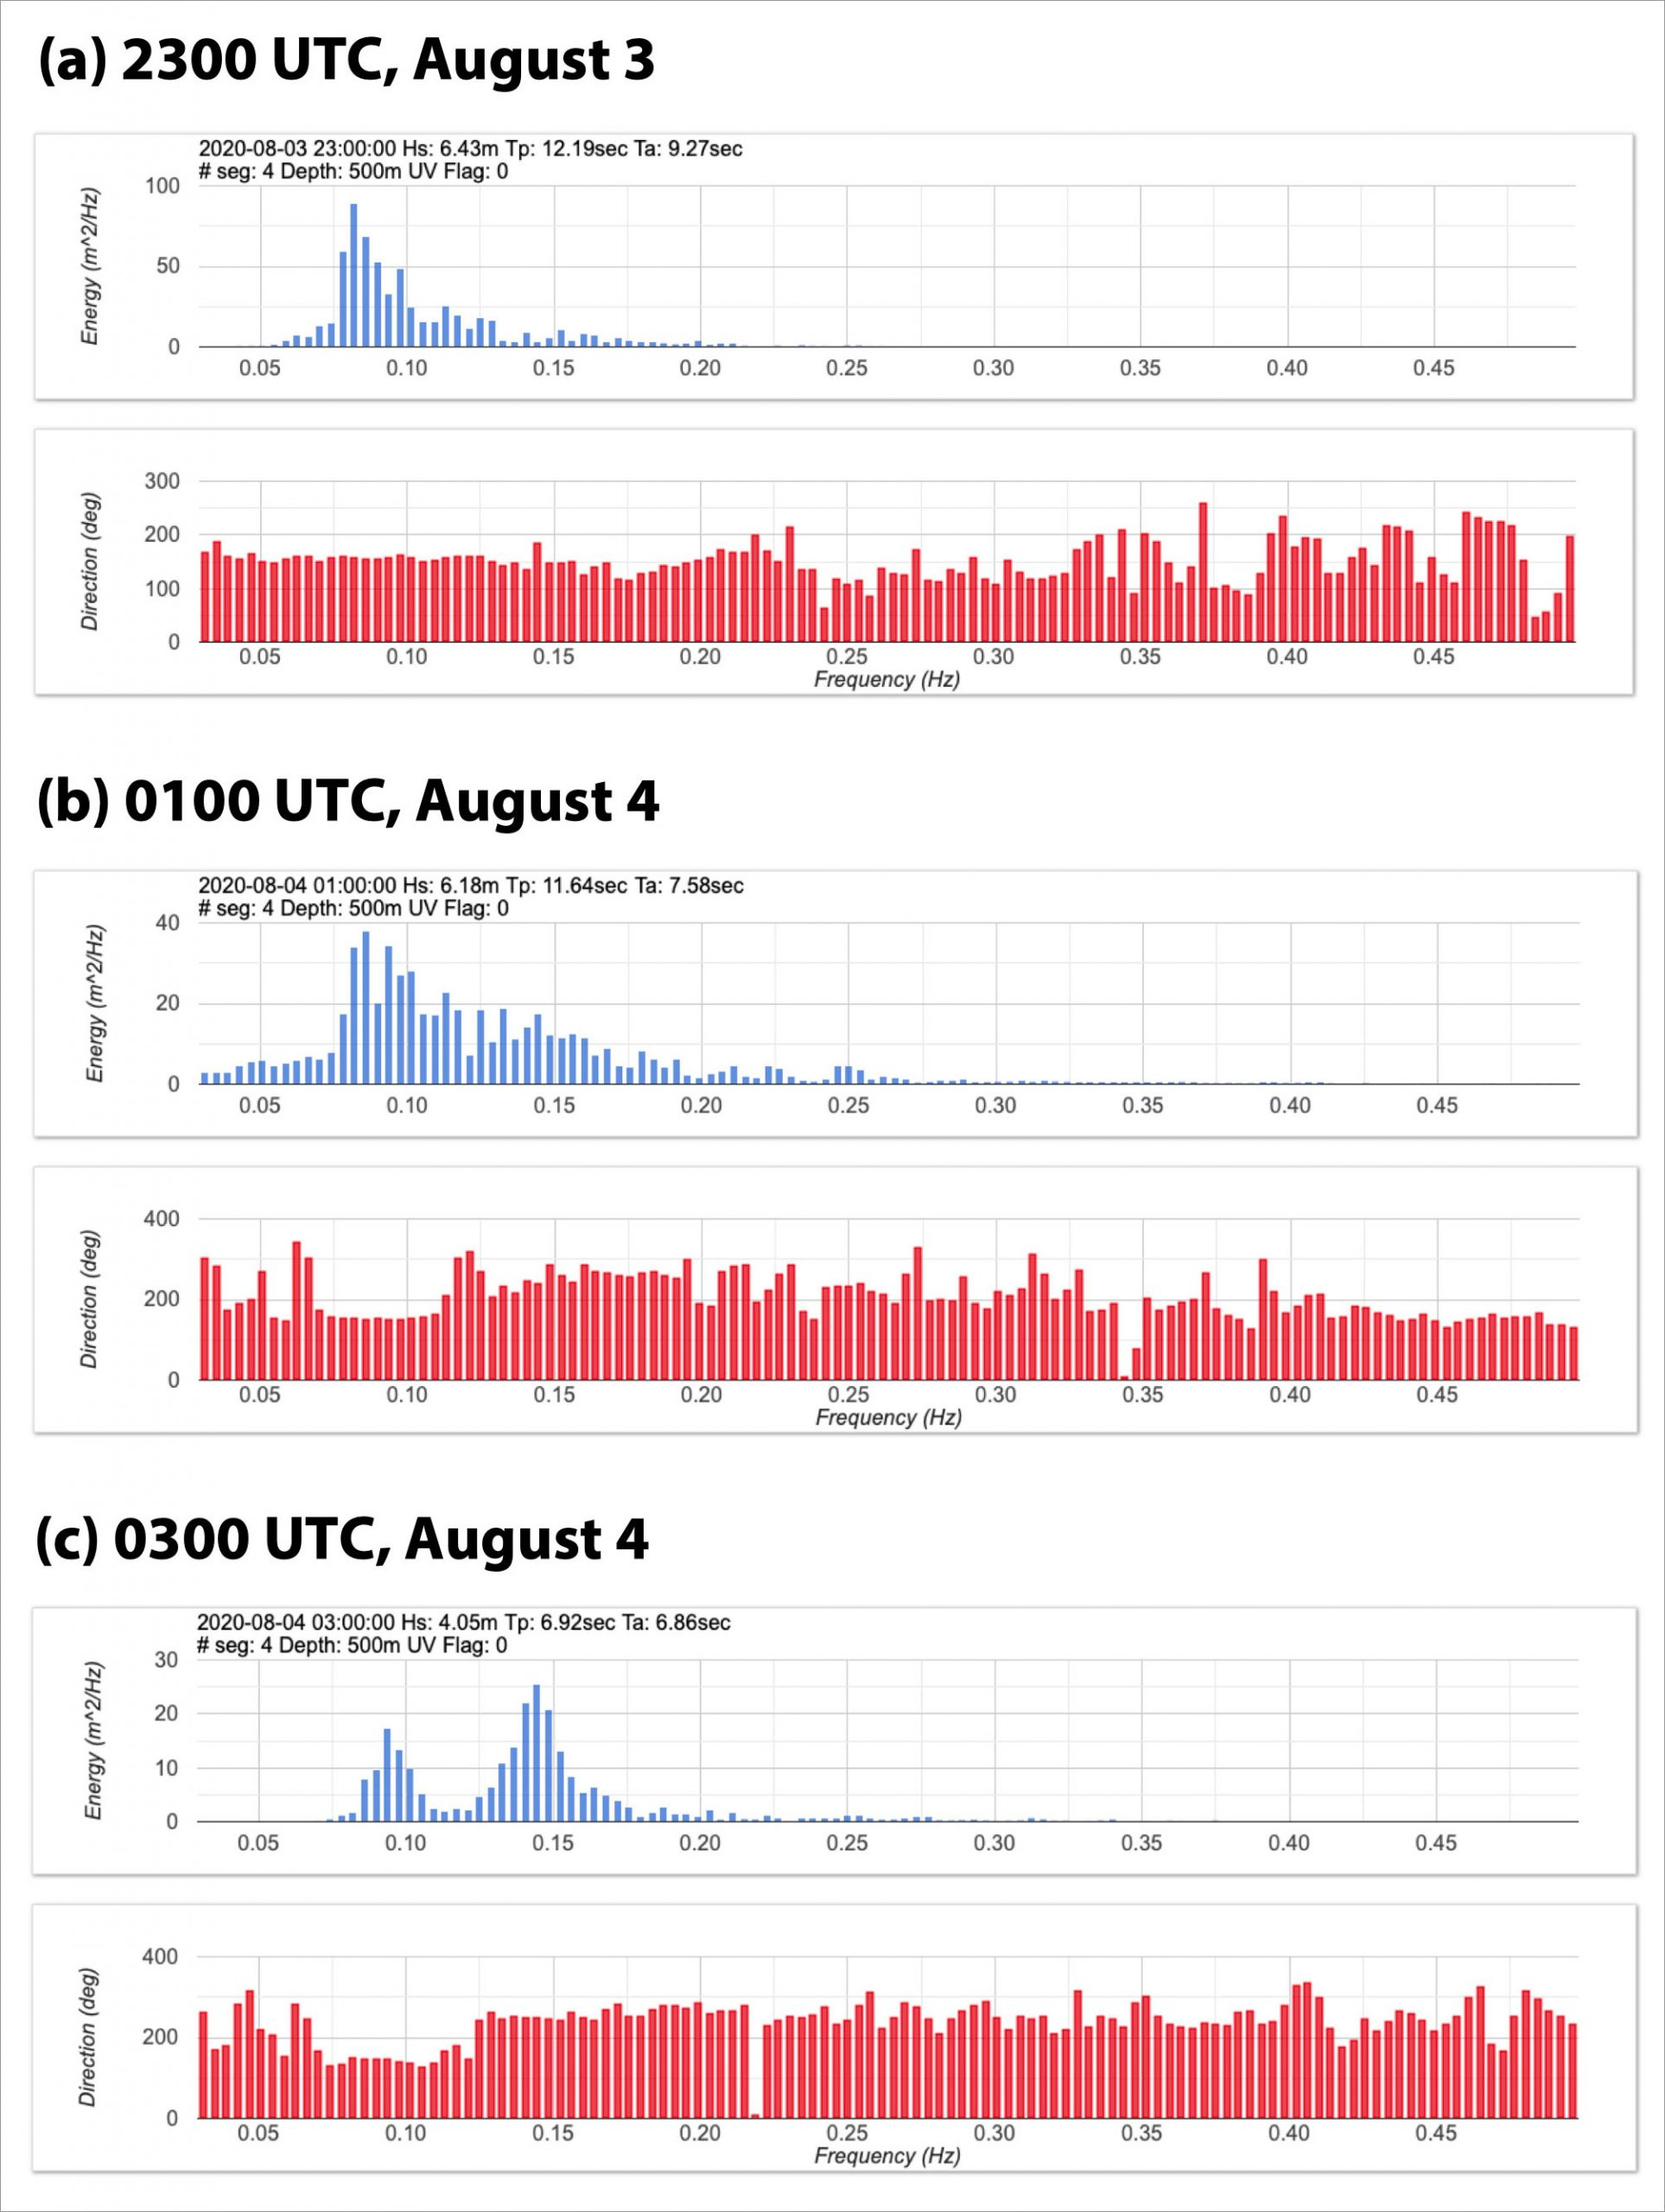 (a) 2300 UTC, August 3
2020-08-03 23:00:00 Hs: 6.43m Tp: 12.19sec Ta: 9.27sec
# seg: 4 Depth: 500m UV Flag: 0
Energy (m^2/Hz)
100
50
0
0.05 0.10 0.15 0.20 0.25 0.30 0.35 0.40 0.45
Direction (deg)
300
200
100
0
0.05 0.10 0.15 0.20 0.25 0.30 0.35 0.40 0.45
Frequency (Hz)
(b) 0100 UTC, August 4
2020-08-04 01:00:00 Hs: 6.18m Tp: 11.64sec Ta: 7.58sec
# seg: 4 Depth: 500m UV Flag: 0
Energy (m^2/Hz)
40
20
0
0.05 0.10 0.15 0.20 0.25 0.30 0.35 0.40 0.45
Direction (deg)
400
200
0
0.05 0.10 0.15 0.20 0.25 0.30 0.35 0.40 0.45
Frequency (Hz)
(c) 0300 UTC, August 4
2020-08-04 03:00:00 Hs: 4.05m Tp: 6.92sec Ta: 6.86sec
# seg: 4 Depth: 500m UV Flag: 0
Energy (m^2/Hz)
30
20
10
0
0.05 0.10 0.15 0.20 0.25 0.30 0.35 0.40 0.45
Direction (deg)
400
200
0
0.05 0.10 0.15 0.20 0.25 0.30 0.35 0.40 0.45
Frequency (Hz)